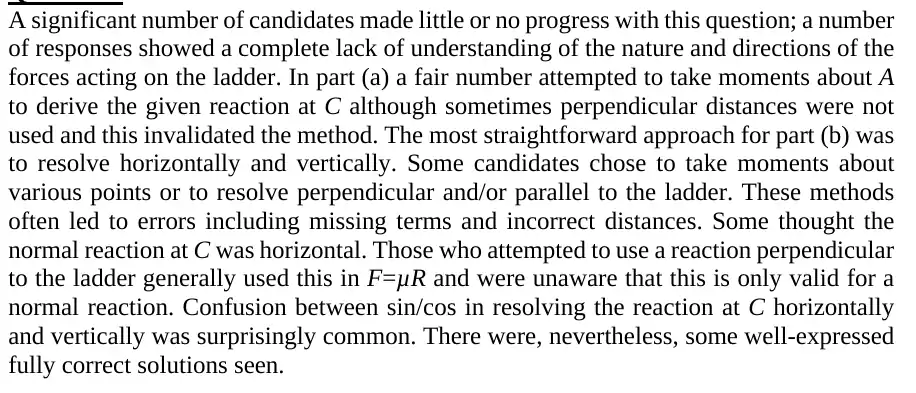 A significant number of candidates made little or no progress with this question; a number
of responses showed a complete lack of understanding of the nature and directions of the
forces acting on the ladder. In part (a) a fair number attempted to take moments about A
to derive the given reaction at C although sometimes perpendicular distances were not
used and this invalidated the method. The most straightforward approach for part (b) was
to resolve horizontally and vertically. Some candidates chose to take moments about
various points or to resolve perpendicular and/or parallel to the ladder. These methods
often led to errors including missing terms and incorrect distances. Some thought the
normal reaction at C was horizontal. Those who attempted to use a reaction perpendicular
to the ladder generally used this in F=μR and were unaware that this is only valid for a
normal reaction. Confusion between sin/cos in resolving the reaction at C horizontally
and vertically was surprisingly common. There were, nevertheless, some well-expressed
fully correct solutions seen.